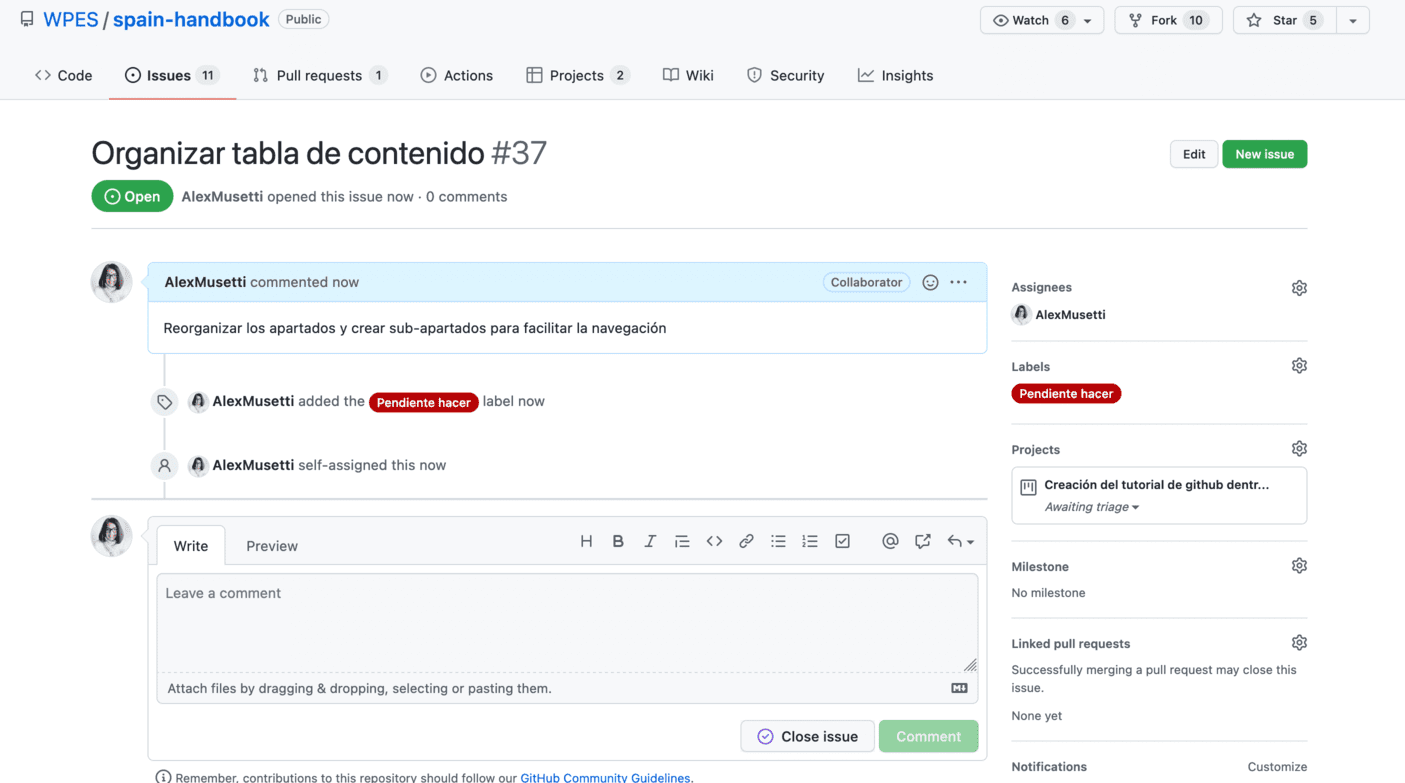 WPES / spain-handbook Public
Watch 6 Fork 10 Star 5
Code Issues 11 Pull requests 1 Actions Projects 2 Wiki Security Insights
Organizar tabla de contenido #37
Edit New issue
Open AlexMusetti opened this issue now · 0 comments
AlexMusetti commented now Collaborator
Reorganizar los apartados y crear sub-apartados para facilitar la navegación
AlexMusetti added the Pendiente hacer label now
AlexMusetti self-assigned this now
Write Preview
Leave a comment
Attach files by dragging & dropping, selecting or pasting them.
Close issue Comment
Remember, contributions to this repository should follow our GitHub Community Guidelines.
Assignees
AlexMusetti
Labels
Pendiente hacer
Projects
Creación del tutorial de github dentr...
Awaiting triage
Milestone
No milestone
Linked pull requests
Successfully merging a pull request may close this
issue.
None yet
Notifications Customize